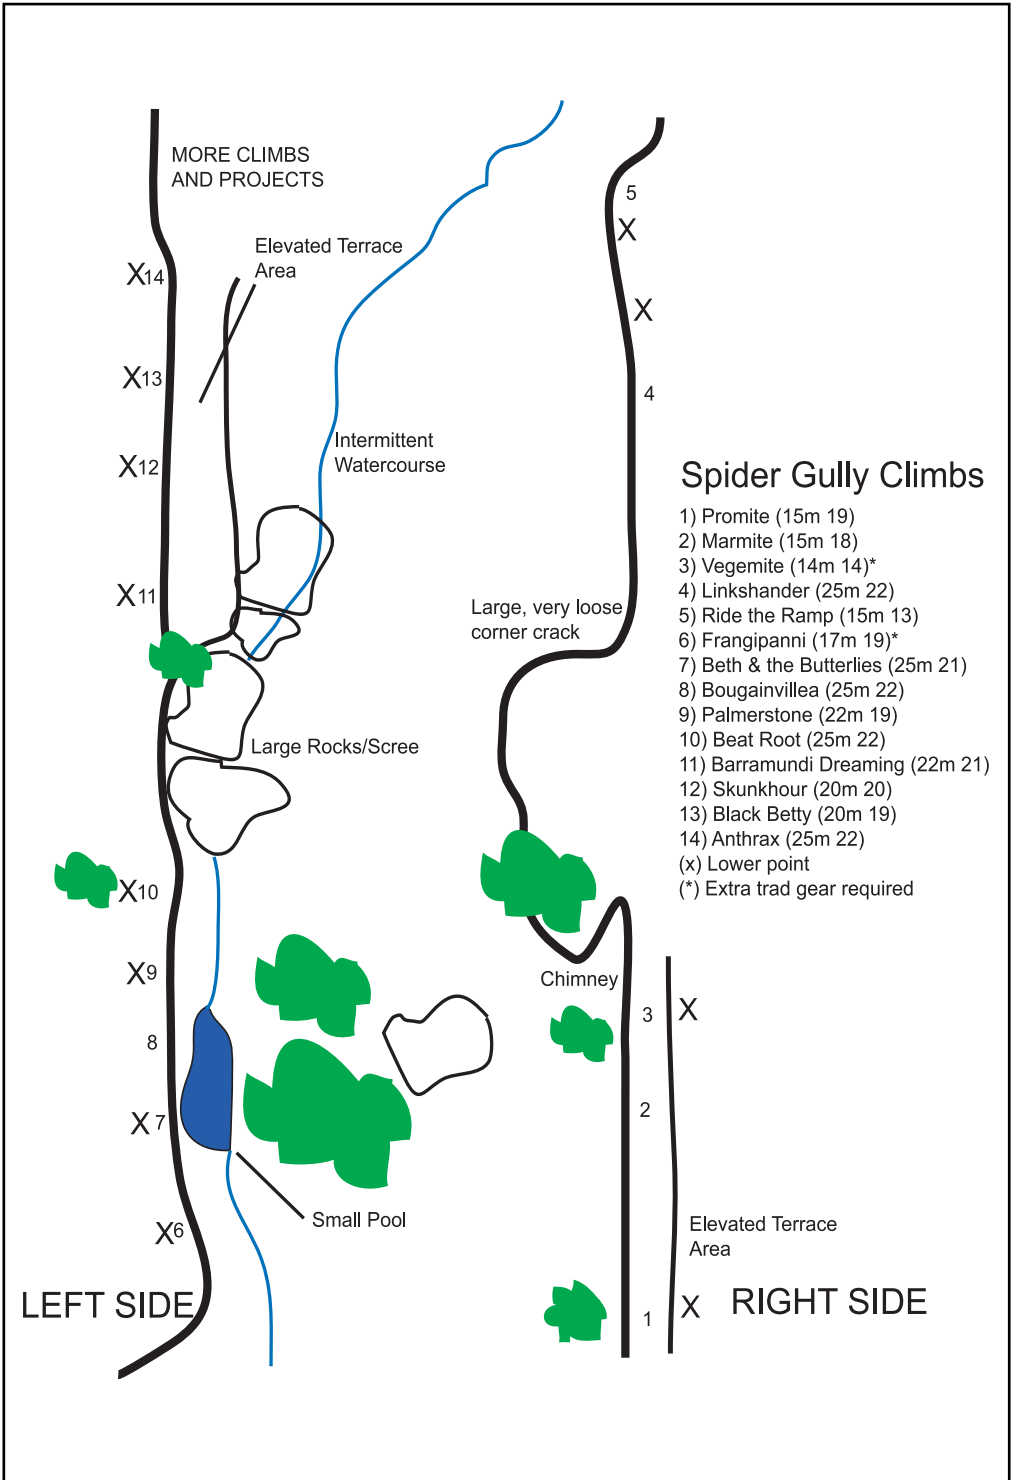 MORE CLIMBS
AND PROJECTS
5
X
Elevated Terrace
Area
X14
X
X13
4
Intermittent
Watercourse
X12
Spider Gully Climbs
1) Promite (15m 19)
2) Marmite (15m 18)
3) Vegemite (14m 14)*
4) Linkshander (25m 22)
5) Ride the Ramp (15m 13)
6) Frangipanni (17m 19)*
7) Beth & the Butterlies (25m 21)
8) Bougainvillea (25m 22)
9) Palmerstone (22m 19)
10) Beat Root (25m 22)
11) Barramundi Dreaming (22m 21)
12) Skunkhour (20m 20)
13) Black Betty (20m 19)
14) Anthrax (25m 22)
(x) Lower point
(*) Extra trad gear required
X11
Large, very loose
corner crack
Large Rocks/Scree
X10
X9
Chimney
3 X
8
2
X 7
Small Pool
X6
Elevated Terrace
Area
LEFT SIDE
1 X
RIGHT SIDE